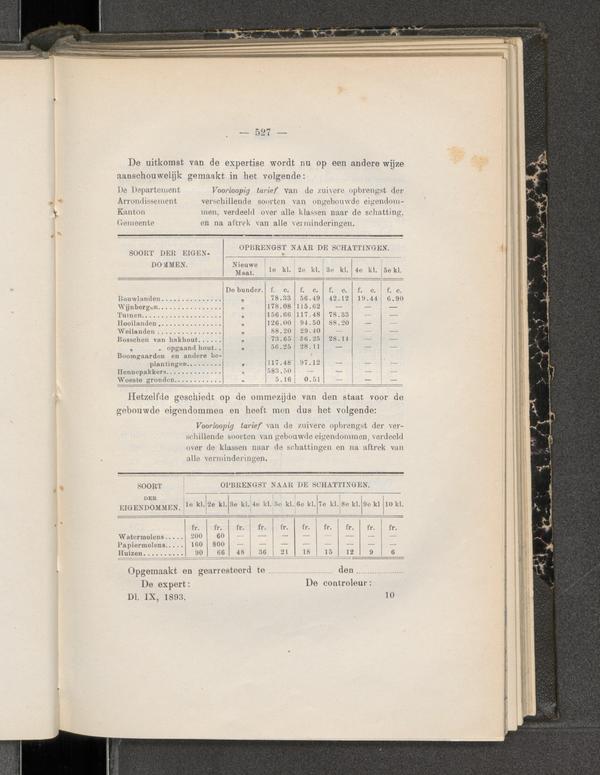 — 527 —
De uitkomst van de expertise wordt nu op een andere wijze
aanschouwelijk gemaakt in het volgende:
De Departement Voorloopig tarief van de zuivere opbrengst der
Arrondissement verschillende soorten van ongebouwde eigendom-
Kanton men, verdeeld over alle klassen naar de schatting,
Gemeente en na aftrek van alle verminderingen.
SOORT DER EIGEN- OPBRENGST NAAR DE SCHATTINGEN.
DOMMEN. Nieuwe Maat. 1e kl. 2e kl. 3e kl. 4e kl. 5e kl.
De bunder. f. c. f. c. f. c. f. c. f. c.
Bouwlanden.............. „ 78.33 56.49 42.12 19.44 6.90
Wijnbergen............... „ 178.08 115.62 — — —
Tuinen.................. „ 156.66 117.48 78.33 — —
Hooilanden.............. „ 126.00 94.50 88.20 — —
Weilanden............... „ 88.20 29.40 — — —
Bosschen van hakhout...... „ 73.65 56.25 28.14 — —
„ „ opgaand hout.. „ 56.25 28.11 — — —
Boomgaarden en andere be-
plantingen........ „ 117.48 97.12 — — —
Hennepakkers............. „ 583.50 — — — —
Woeste gronden........... „ 5.16 0.51 — — —
Hetzelfde geschiedt op de ommezijde van den staat voor de
gebouwde eigendommen en heeft men dus het volgende:
Voorloopig tarief van de zuivere opbrengst der ver-
schillende soorten van gebouwde eigendommen, verdeeld
over de klassen naar de schattingen en na aftrek van
alle verminderingen.
SOORT OPBRENGST NAAR DE SCHATTINGEN.
DER
EIGENDOMMEN. 1e kl. 2e kl. 3e kl. 4e kl. 5e kl. 6e kl. 7e kl. 8e kl. 9e kl 10 kl.
fr. fr. fr. fr. fr. fr. fr. fr. fr. fr.
Watermolens..... 200 60 — — — — — — — —
Papiermolens..... 160 800 — — — — — — — —
Huizen.......... 90 66 48 36 21 18 15 12 9 6
Opgemaakt en gearresteerd te .................... den ..............
De expert: De controleur:
Dl. IX, 1893. 10